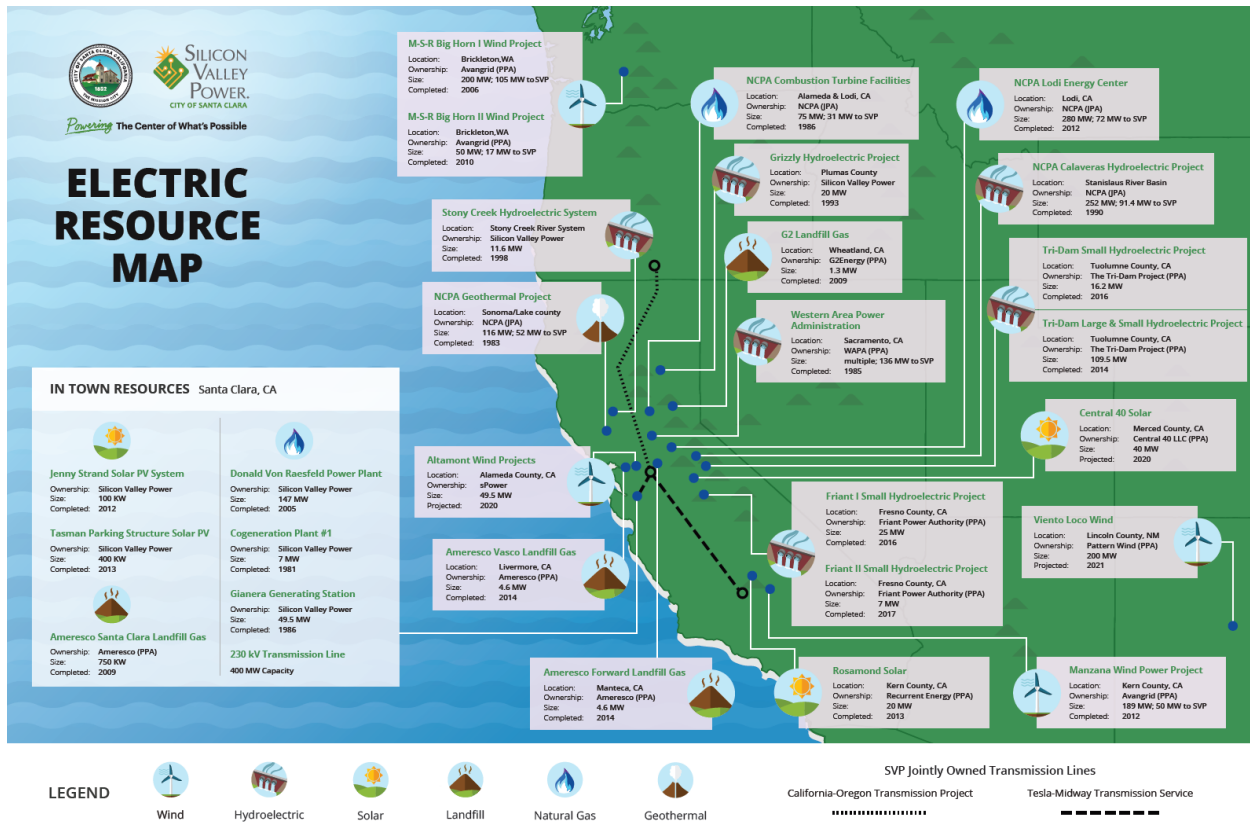 CITY OF SANTA CLARA CALIFORNIA
1852
THE MISSION CITY
SILICON
VALLEY
POWER.
CITY OF SANTA CLARA
Powering The Center of What's Possible
ELECTRIC
RESOURCE
MAP
M-S-R Big Horn I Wind Project
Location: Brickleton,WA
Ownership: Avangrid (PPA)
Size: 200 MW; 105 MW to SVP
Completed: 2006
M-S-R Big Horn II Wind Project
Location: Brickleton,WA
Ownership: Avangrid (PPA)
Size: 50 MW; 17 MW to SVP
Completed: 2010
NCPA Combustion Turbine Facilities
Location: Alameda & Lodi, CA
Ownership: NCPA (JPA)
Size: 75 MW; 31 MW to SVP
Completed: 1986
NCPA Lodi Energy Center
Location: Lodi, CA
Ownership: NCPA (JPA)
Size: 280 MW; 72 MW to SVP
Completed: 2012
Grizzly Hydroelectric Project
Location: Plumas County
Ownership: Silicon Valley Power
Size: 20 MW
Completed: 1993
NCPA Calaveras Hydroelectric Project
Location: Stanislaus River Basin
Ownership: NCPA (JPA)
Size: 252 MW; 91.4 MW to SVP
Completed: 1990
Stony Creek Hydroelectric System
Location: Stony Creek River System
Ownership: Silicon Valley Power
Size: 11.6 MW
Completed: 1998
G2 Landfill Gas
Location: Wheatland, CA
Ownership: G2Energy (PPA)
Size: 1.3 MW
Completed: 2009
Tri-Dam Small Hydroelectric Project
Location: Tuolumne County, CA
Ownership: The Tri-Dam Project (PPA)
Size: 16.2 MW
Completed: 2016
Tri-Dam Large & Small Hydroelectric Project
Location: Tuolumne County, CA
Ownership: The Tri-Dam Project (PPA)
Size: 109.5 MW
Completed: 2014
NCPA Geothermal Project
Location: Sonoma/Lake county
Ownership: NCPA (JPA)
Size: 116 MW; 52 MW to SVP
Completed: 1983
Western Area Power
Administration
Location: Sacramento, CA
Ownership: WAPA (PPA)
Size: multiple; 136 MW to SVP
Completed: 1985
IN TOWN RESOURCES Santa Clara, CA
Jenny Strand Solar PV System
Ownership: Silicon Valley Power
Size: 100 KW
Completed: 2012
Tasman Parking Structure Solar PV
Ownership: Silicon Valley Power
Size: 400 KW
Completed: 2013
Ameresco Santa Clara Landfill Gas
Ownership: Ameresco (PPA)
Size: 750 KW
Completed: 2009
Donald Von Raesfeld Power Plant
Ownership: Silicon Valley Power
Size: 147 MW
Completed: 2005
Cogeneration Plant #1
Ownership: Silicon Valley Power
Size: 7 MW
Completed: 1981
Gianera Generating Station
Ownership: Silicon Valley Power
Size: 49.5 MW
Completed: 1986
230 kV Transmission Line
400 MW Capacity
Central 40 Solar
Location: Merced County, CA
Ownership: Central 40 LLC (PPA)
Size: 40 MW
Projected: 2020
Altamont Wind Projects
Location: Alameda County, CA
Ownership: sPower
Size: 49.5 MW
Projected: 2020
Friant I Small Hydroelectric Project
Location: Fresno County, CA
Ownership: Friant Power Authority (PPA)
Size: 25 MW
Completed: 2016
Friant II Small Hydroelectric Project
Location: Fresno County, CA
Ownership: Friant Power Authority (PPA)
Size: 7 MW
Completed: 2017
Viento Loco Wind
Location: Lincoln County, NM
Ownership: Pattern Wind (PPA)
Size: 200 MW
Projected: 2021
Ameresco Vasco Landfill Gas
Location: Livermore, CA
Ownership: Ameresco (PPA)
Size: 4.6 MW
Completed: 2014
Ameresco Forward Landfill Gas
Location: Manteca, CA
Ownership: Ameresco (PPA)
Size: 4.6 MW
Completed: 2014
Rosamond Solar
Location: Kern County, CA
Ownership: Recurrent Energy (PPA)
Size: 20 MW
Completed: 2013
Manzana Wind Power Project
Location: Kern County, CA
Ownership: Avangrid (PPA)
Size: 189 MW; 50 MW to SVP
Completed: 2012
LEGEND
Wind
Hydroelectric
Solar
Landfill
Natural Gas
Geothermal
SVP Jointly Owned Transmission Lines
California-Oregon Transmission Project
Tesla-Midway Transmission Service